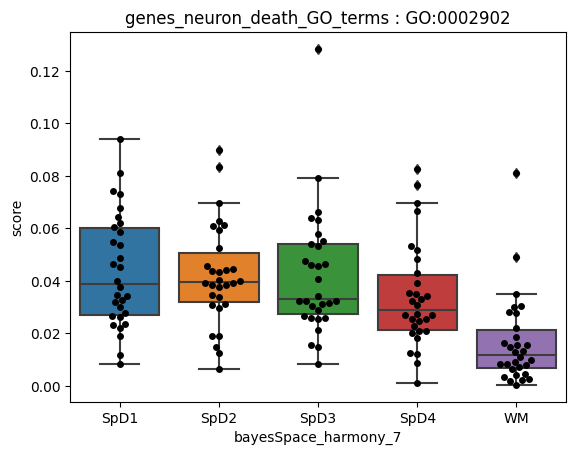 genes_neuron_death_GO_terms : GO:0002902
score
0.12
0.10
0.08
0.06
0.04
0.02
0.00
SpD1 SpD2 SpD3 SpD4 WM
bayesSpace_harmony_7